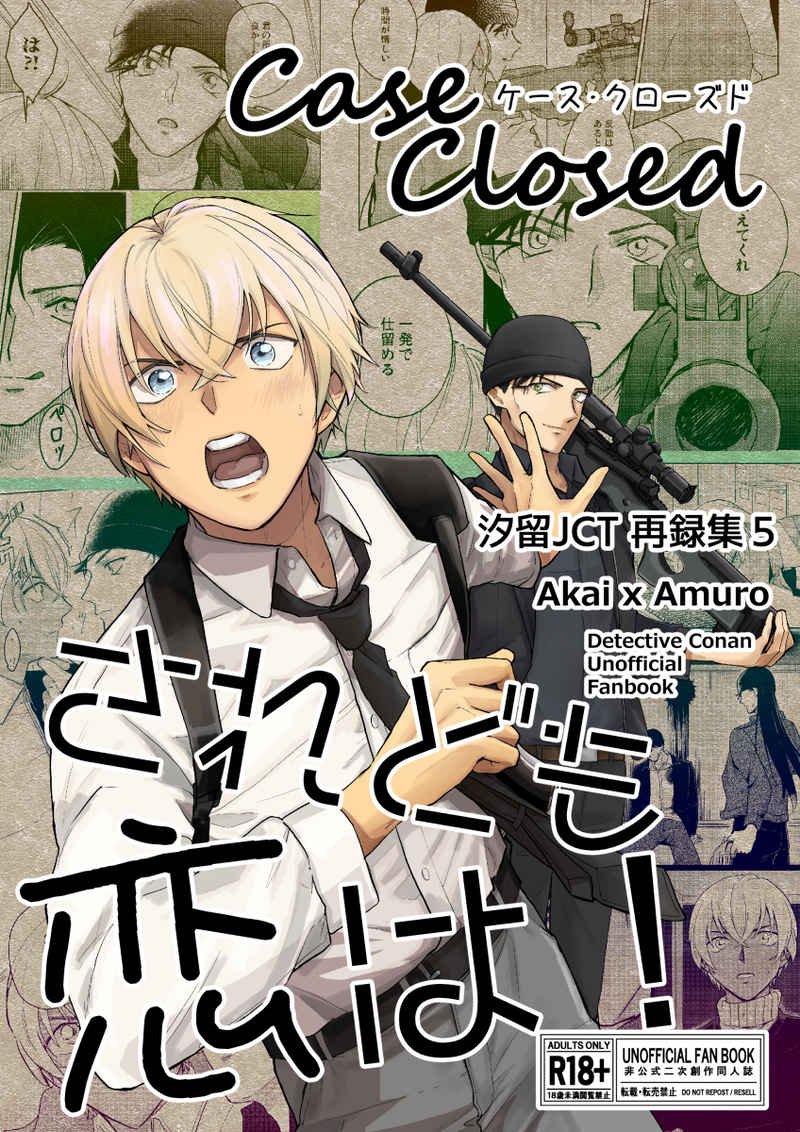 Case
ケース・クローズド
Closed
は?!
時間が惜しい
えてくれ
一発で
仕留める
ペロッ
汐留JCT 再録集5
Akai x Amuro
Detective Conan
Unofficial
Fanbook
されども
恋は!
ADULTS ONLY
R18+
18歳未満閲覧禁止
UNOFFICIAL FAN BOOK
非公式二次創作同人誌
転載・転売禁止 DO NOT REPOST / RESELL